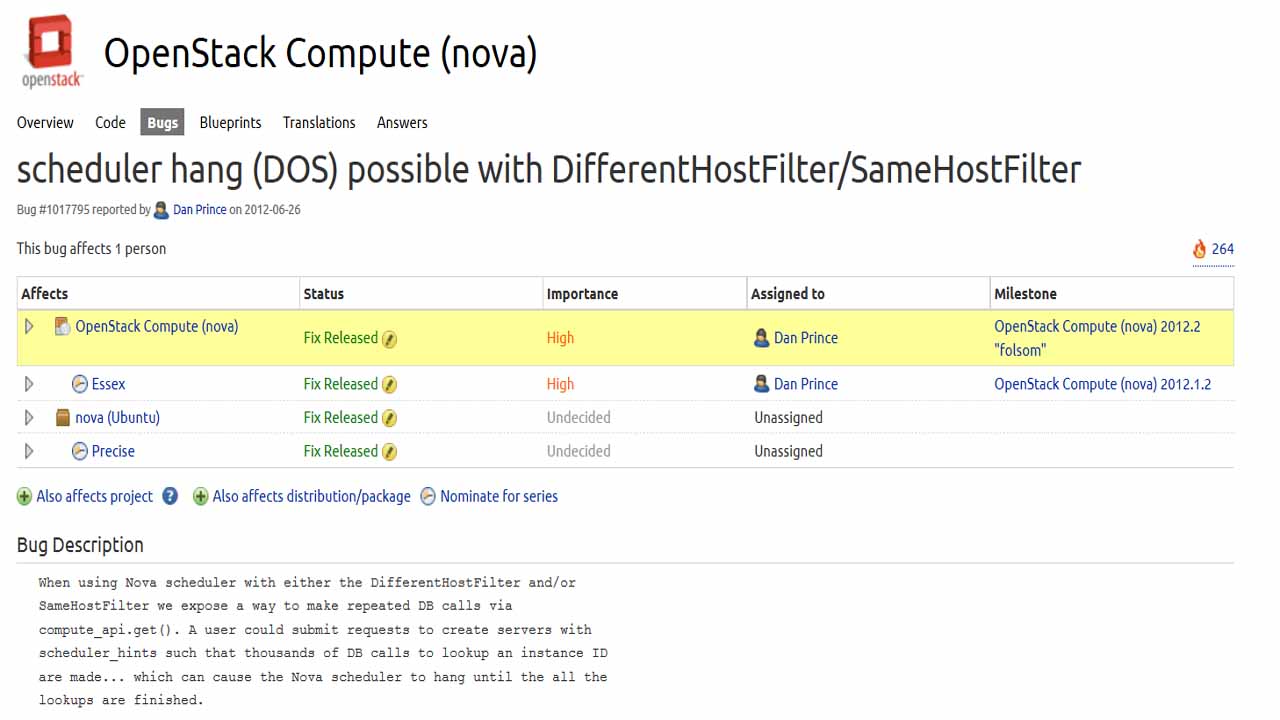 openstack
OpenStack Compute (nova)
Overview Code Bugs Blueprints Translations Answers
scheduler hang (DOS) possible with DifferentHostFilter/SameHostFilter
Bug #1017795 reported by Dan Prince on 2012-06-26
This bug affects 1 person 264
Affects Status Importance Assigned to Milestone
OpenStack Compute (nova) Fix Released High Dan Prince OpenStack Compute (nova) 2012.2
"folsom"
Essex Fix Released High Dan Prince OpenStack Compute (nova) 2012.1.2
nova (Ubuntu) Fix Released Undecided Unassigned
Precise Fix Released Undecided Unassigned
Also affects project ? Also affects distribution/package Nominate for series
Bug Description
When using Nova scheduler with either the DifferentHostFilter and/or
SameHostFilter we expose a way to make repeated DB calls via
compute_api.get(). A user could submit requests to create servers with
scheduler_hints such that thousands of DB calls to lookup an instance ID
are made... which can cause the Nova scheduler to hang until the all the
lookups are finished.